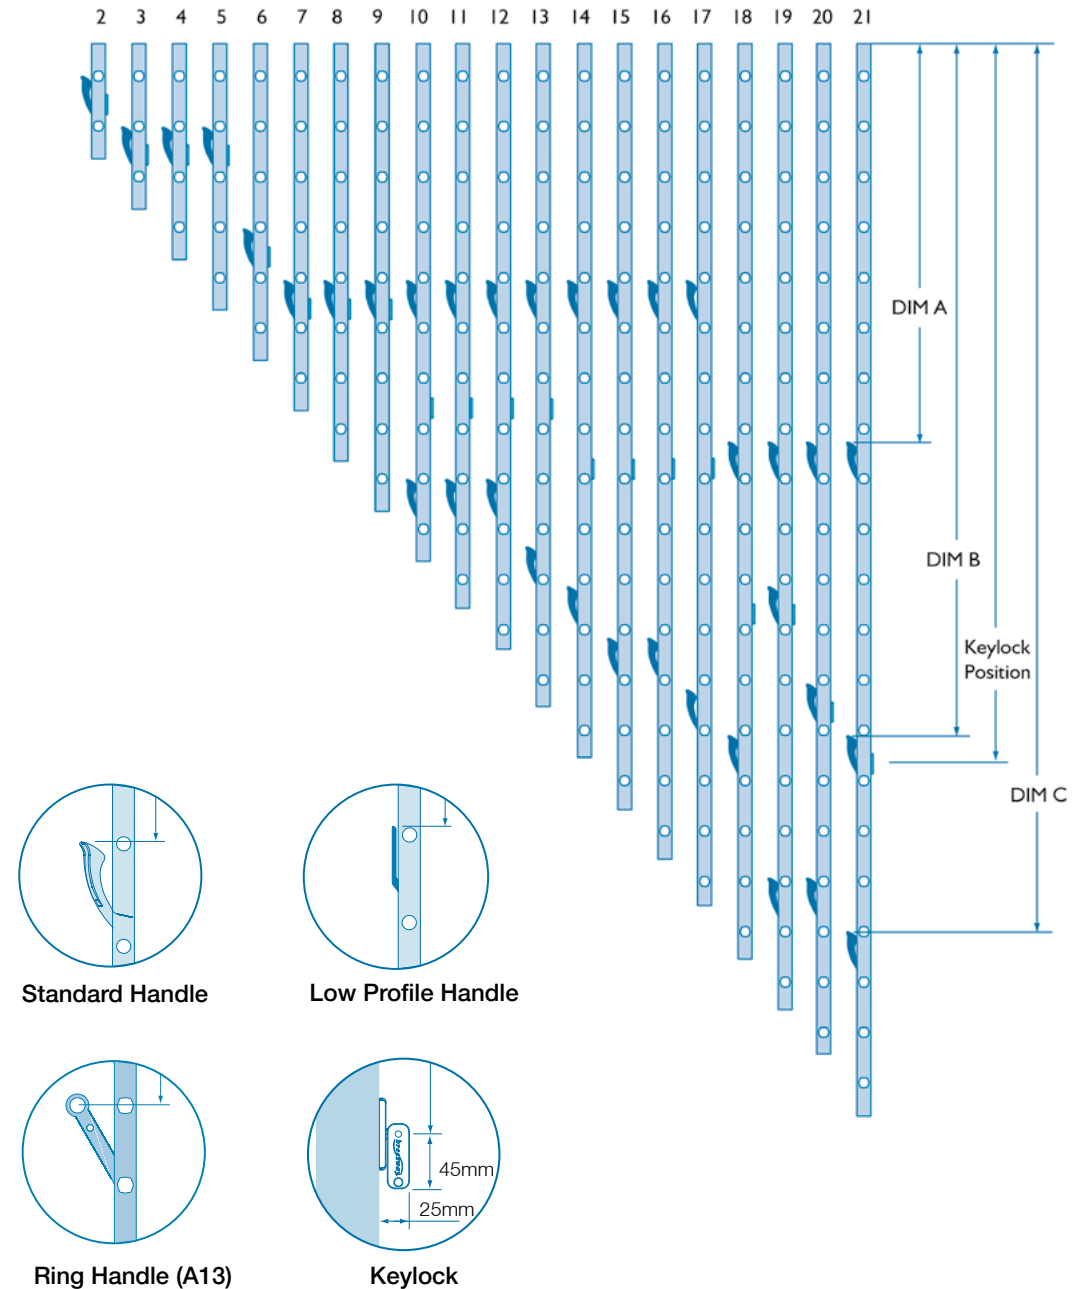 2 3 4 5 6 7 8 9 10 11 12 13 14 15 16 17 18 19 20 21
DIM A
DIM B
Keylock
Position
DIM C
Standard Handle
Low Profile Handle
45mm
25mm
Ring Handle (A13)
Keylock